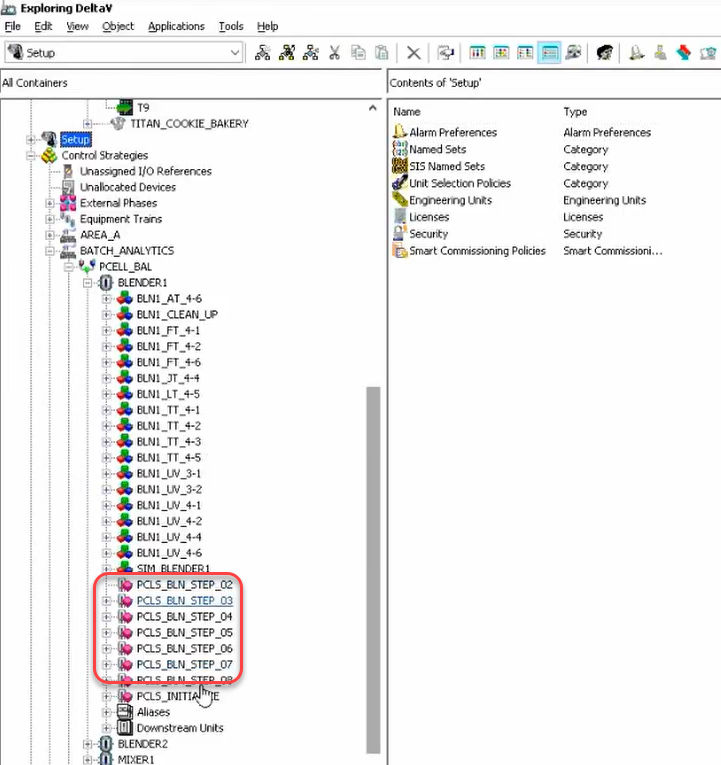 Exploring DeltaV
File Edit View Object Applications Tools Help
Setup
All Containers
T9
TITAN_COOKIE_BAKERY
Setup
Control Strategies
Unassigned I/O References
Unallocated Devices
External Phases
Equipment Trains
AREA_A
BATCH_ANALYTICS
PCELL_BAL
BLENDER1
BLN1_AT_4-6
BLN1_CLEAN_UP
BLN1_FT_4-1
BLN1_FT_4-2
BLN1_FT_4-6
BLN1_JT_4-4
BLN1_LT_4-5
BLN1_TT_4-1
BLN1_TT_4-2
BLN1_TT_4-3
BLN1_TT_4-5
BLN1_UV_3-1
BLN1_UV_3-2
BLN1_UV_4-1
BLN1_UV_4-2
BLN1_UV_4-4
BLN1_UV_4-6
SIM_BLENDER1
PCLS_BLN_STEP_02
PCLS_BLN_STEP_03
PCLS_BLN_STEP_04
PCLS_BLN_STEP_05
PCLS_BLN_STEP_06
PCLS_BLN_STEP_07
PCLS_BLN_STEP_08
Aliases
Downstream Units
BLENDER2
MIXER1
Contents of 'Setup'
Name Type
Alarm Preferences Alarm Preferences
Named Sets Category
SIS Named Sets Category
Unit Selection Policies Category
Engineering Units Engineering Units
Licenses Licenses
Security Security
Smart Commissioning Policies Smart Commissioni...